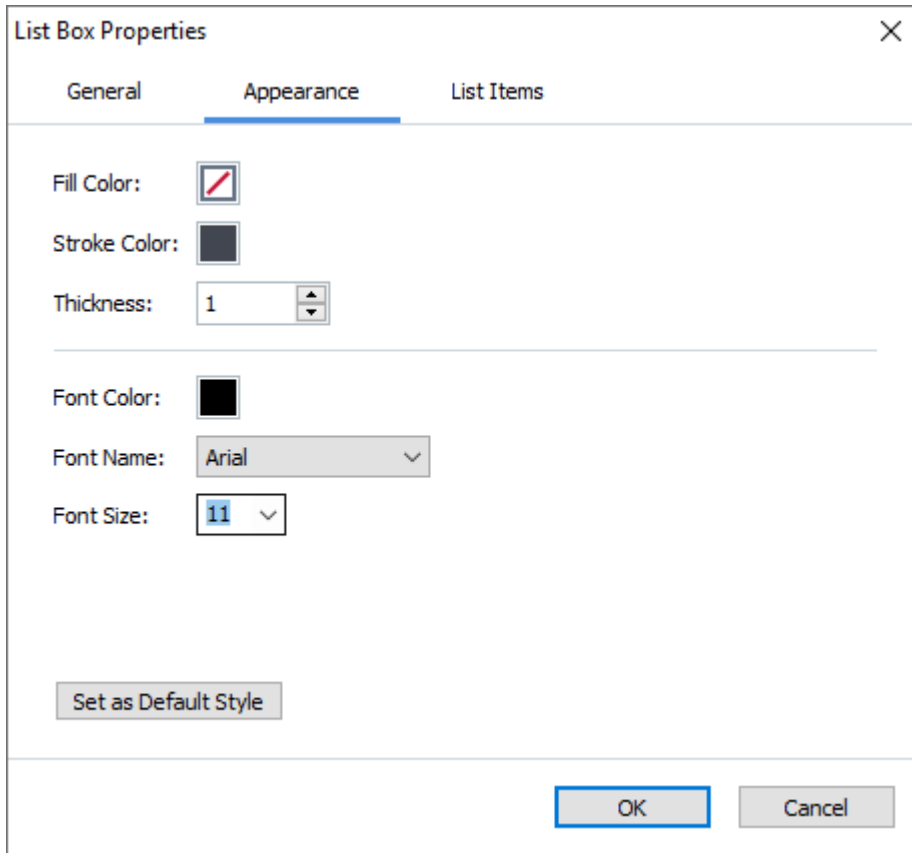 List Box Properties
General Appearance List Items
Fill Color:
Stroke Color:
Thickness: 1
Font Color:
Font Name: Arial
Font Size: 11
Set as Default Style
OK Cancel